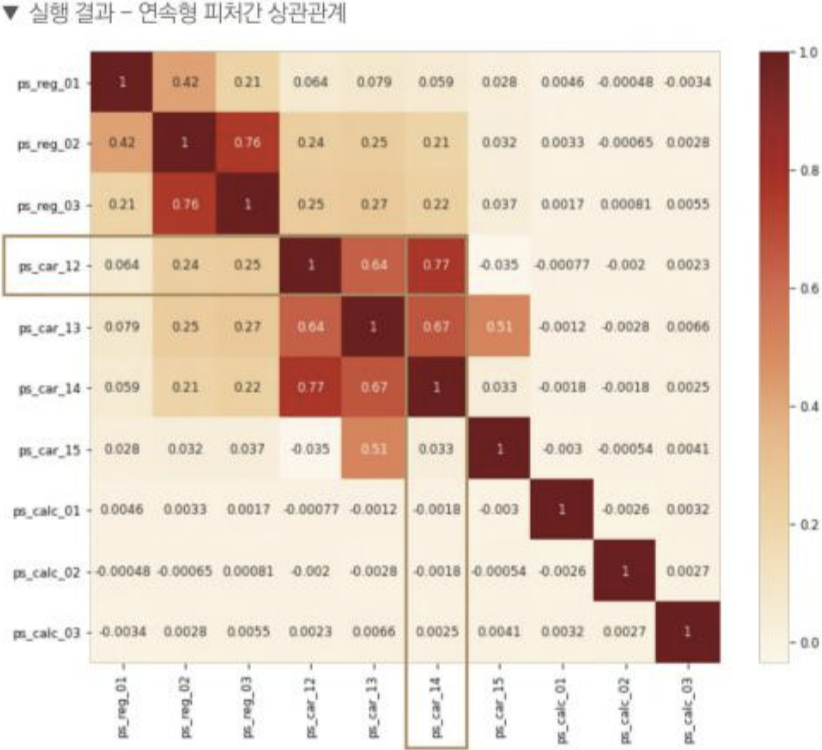 ▼ 실행 결과 – 연속형 피처간 상관관계
ps_reg_01 1 0.42 0.21 0.064 0.079 0.059 0.028 0.0046 -0.00048 -0.0034
ps_reg_02 0.42 1 0.76 0.24 0.25 0.21 0.032 0.0033 -0.00065 0.0028
ps_reg_03 0.21 0.76 1 0.25 0.27 0.22 0.037 0.0017 0.00081 0.0055
ps_car_12 0.064 0.24 0.25 1 0.64 0.77 -0.035 -0.00077 -0.002 0.0023
ps_car_13 0.079 0.25 0.27 0.64 1 0.67 0.51 -0.0012 -0.0028 0.0066
ps_car_14 0.059 0.21 0.22 0.77 0.67 1 0.033 -0.0018 -0.0018 0.0025
ps_car_15 0.028 0.032 0.037 -0.035 0.51 0.033 1 -0.003 -0.00054 0.0041
ps_calc_01 0.0046 0.0033 0.0017 -0.00077 -0.0012 -0.0018 -0.003 1 -0.0026 0.0032
ps_calc_02 -0.00048 -0.00065 0.00081 -0.002 -0.0028 -0.0018 -0.00054 -0.0026 1 0.0027
ps_calc_03 -0.0034 0.0028 0.0055 0.0023 0.0066 0.0025 0.0041 0.0032 0.0027 1
ps_reg_01 ps_reg_02 ps_reg_03 ps_car_12 ps_car_13 ps_car_14 ps_car_15 ps_calc_01 ps_calc_02 ps_calc_03
1.0
0.8
0.6
0.4
0.2
0.0